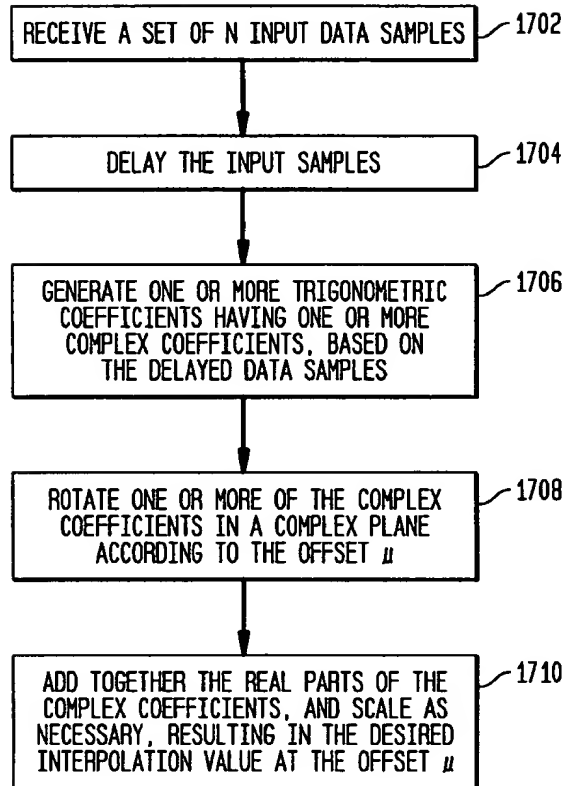 RECEIVE A SET OF N INPUT DATA SAMPLES
1702
DELAY THE INPUT SAMPLES
1704
GENERATE ONE OR MORE TRIGONOMETRIC
COEFFICIENTS HAVING ONE OR MORE
COMPLEX COEFFICIENTS, BASED ON
THE DELAYED DATA SAMPLES
1706
ROTATE ONE OR MORE OF THE COMPLEX
COEFFICIENTS IN A COMPLEX PLANE
ACCORDING TO THE OFFSET μ
1708
ADD TOGETHER THE REAL PARTS OF THE
COMPLEX COEFFICIENTS, AND SCALE AS
NECESSARY, RESULTING IN THE DESIRED
INTERPOLATION VALUE AT THE OFFSET μ
1710